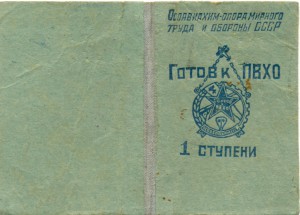 Осоавиахим-опора мирного
труда и обороны СССР
Готов к ПВХО
1 ступени